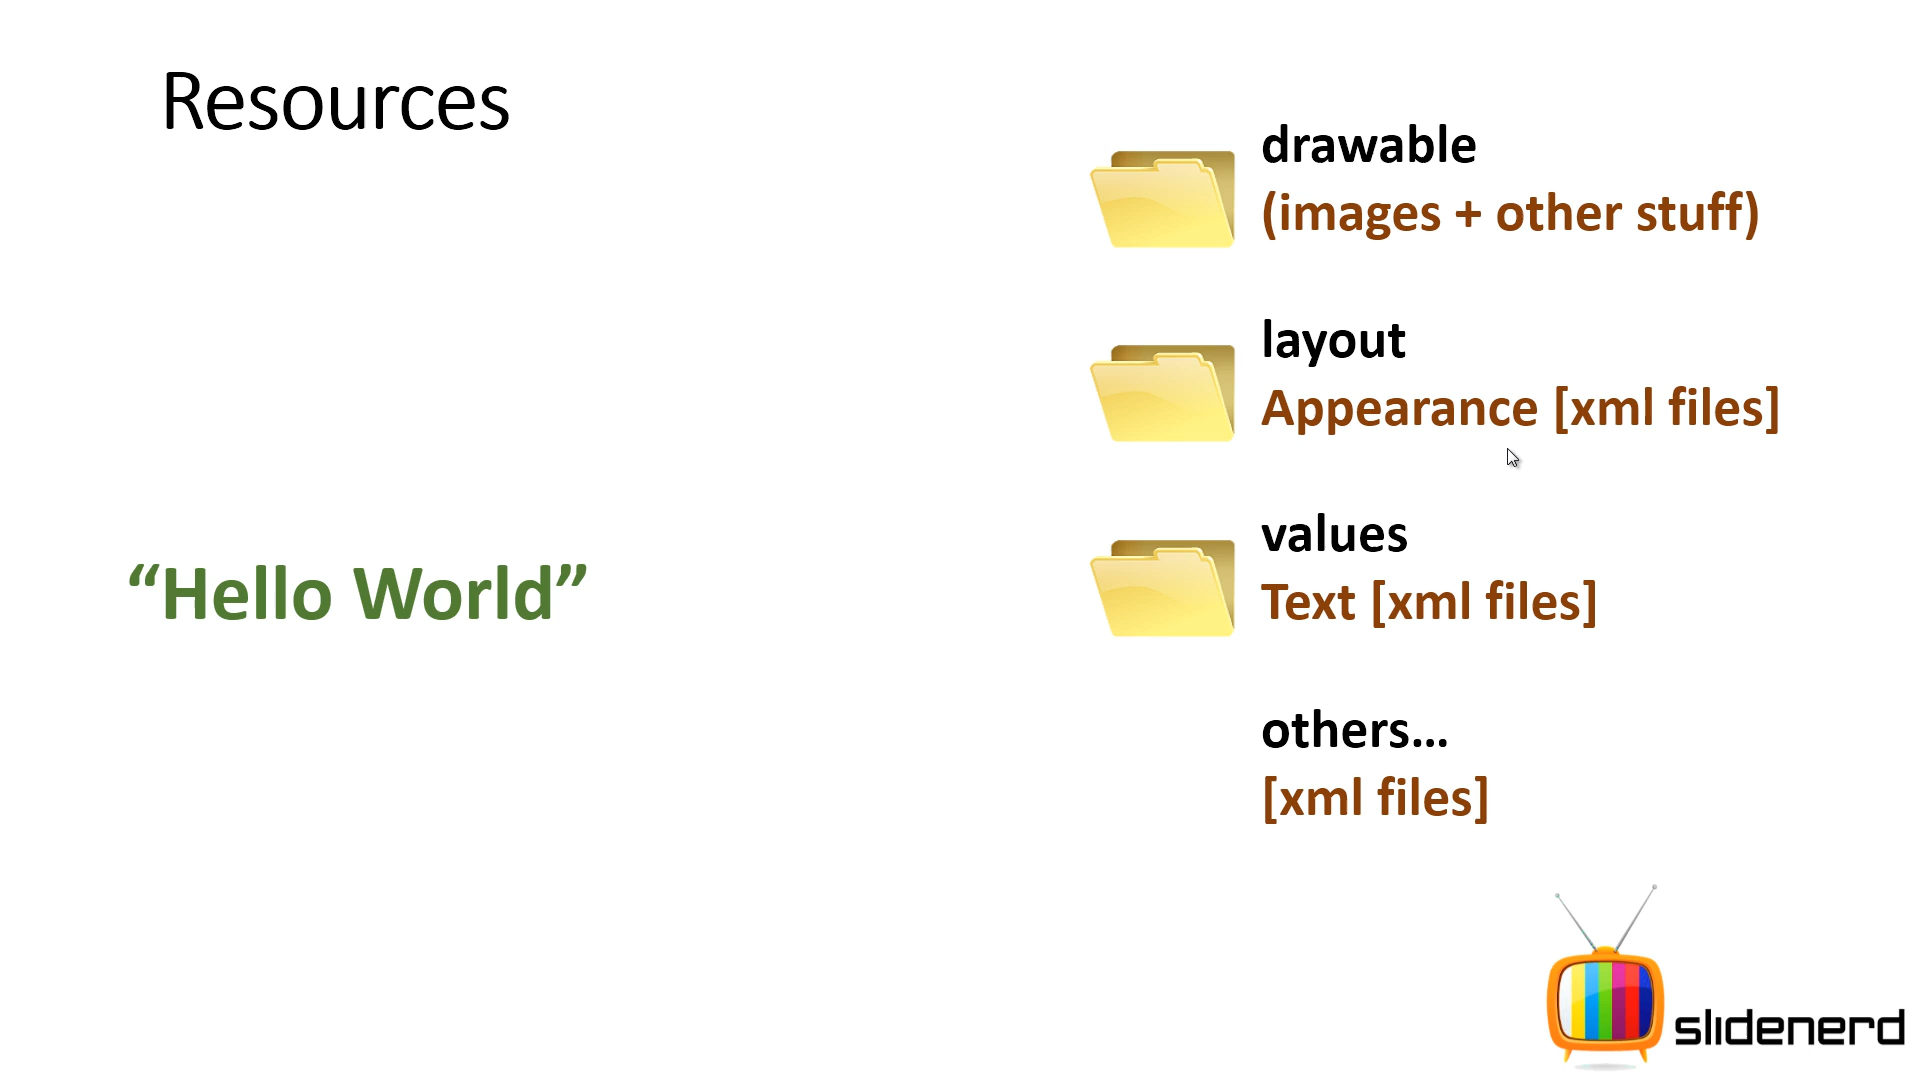 Resources
drawable
(images + other stuff)
layout
Appearance [xml files]
values
Text [xml files]
“Hello World”
others...
[xml files]
slidenerd